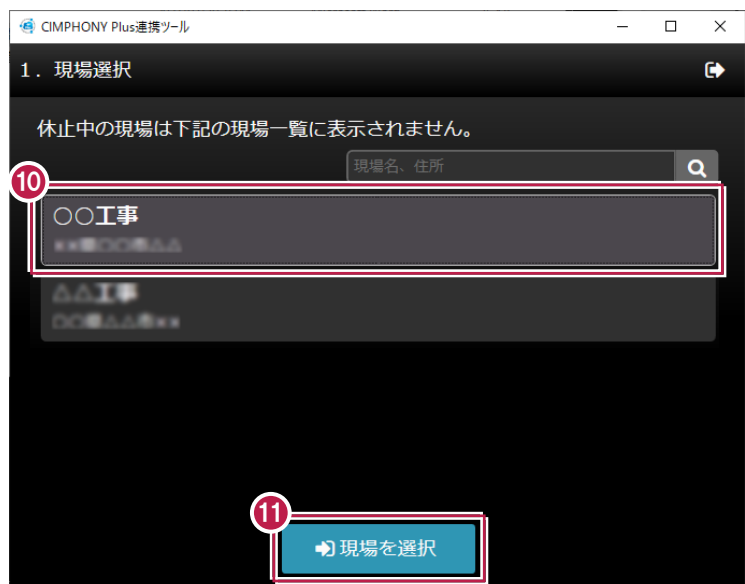 CIMPHONY Plus連携ツール
1．現場選択
休止中の現場は下記の現場一覧に表示されません。
現場名、住所
10
○○工事
△△工事
11
現場を選択